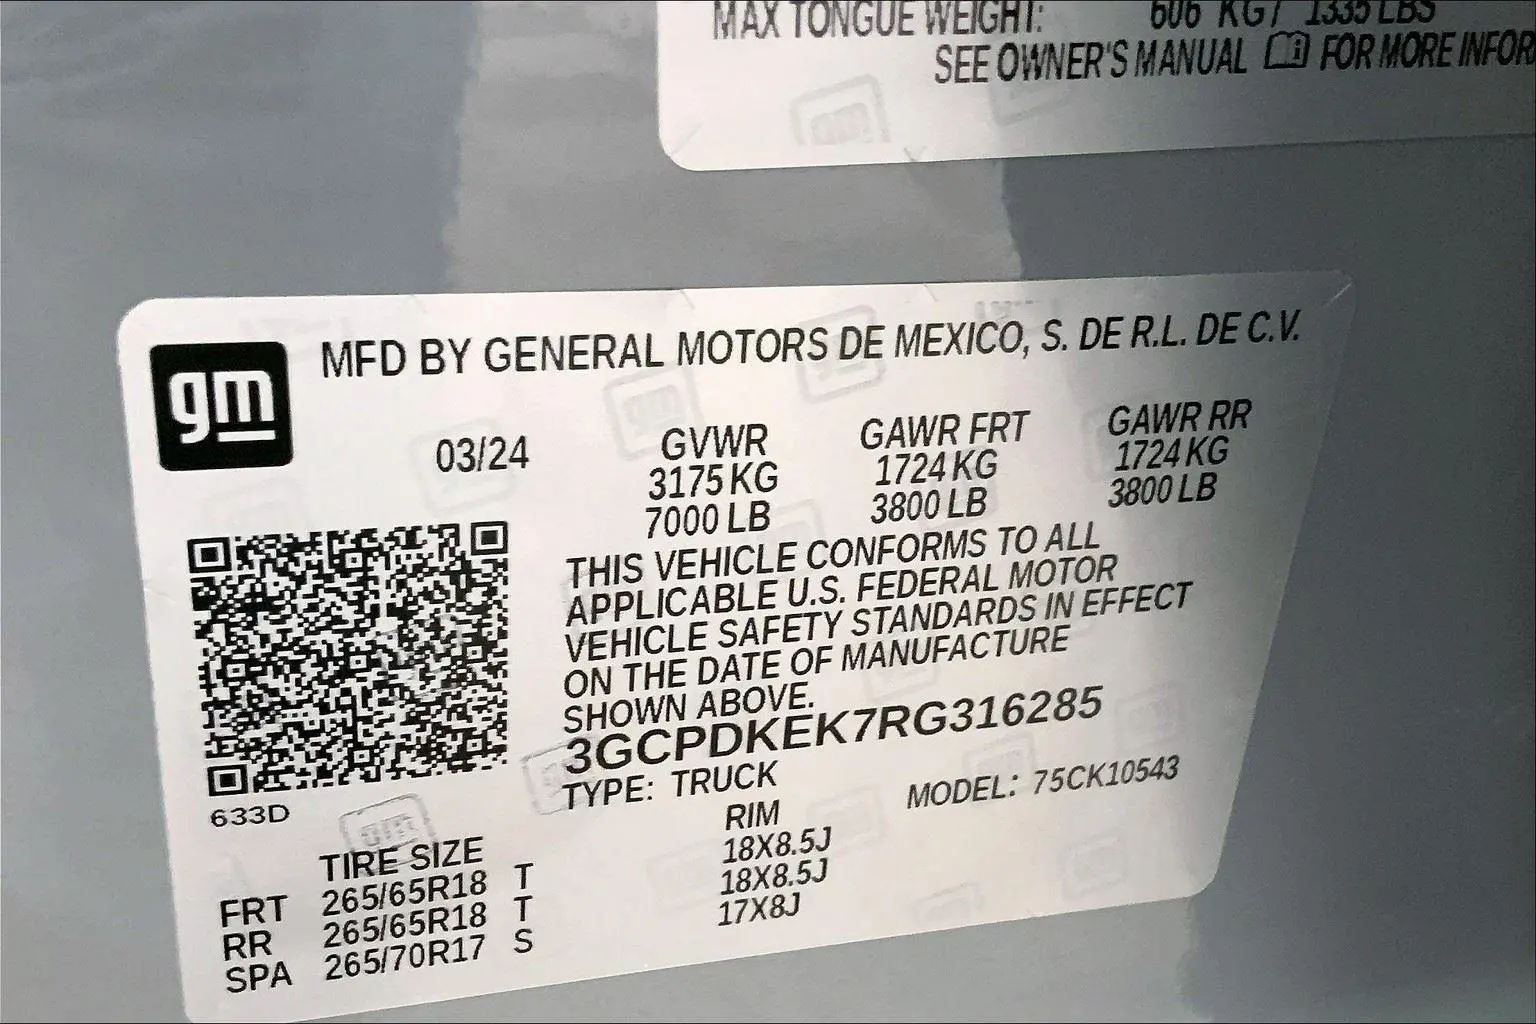 MAX TONGUE WEIGHT: 606 KG / 1335 LBS
SEE OWNER'S MANUAL FOR MORE INFOR
gm
MFD BY GENERAL MOTORS DE MEXICO, S. DE R.L. DE C.V.
03/24
GVWR GAWR FRT GAWR RR
3175 KG 1724 KG 1724 KG
7000 LB 3800 LB 3800 LB
THIS VEHICLE CONFORMS TO ALL
APPLICABLE U.S. FEDERAL MOTOR
VEHICLE SAFETY STANDARDS IN EFFECT
ON THE DATE OF MANUFACTURE
SHOWN ABOVE.
3GCPDKEK7RG316285
TYPE: TRUCK MODEL: 75CK10543
633D
TIRE SIZE RIM
FRT 265/65R18 T 18X8.5J
RR 265/65R18 T 18X8.5J
SPA 265/70R17 S 17X8J